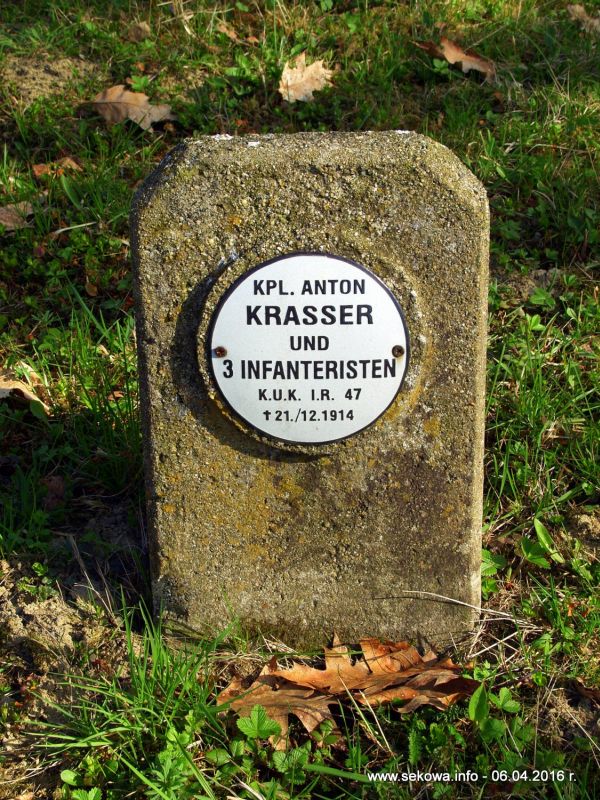 KPL. ANTON
KRASSER
UND
3 INFANTERISTEN
K.U.K. I.R. 47
✝ 21./12.1914
www.sekowa.info - 06.04.2016 r.